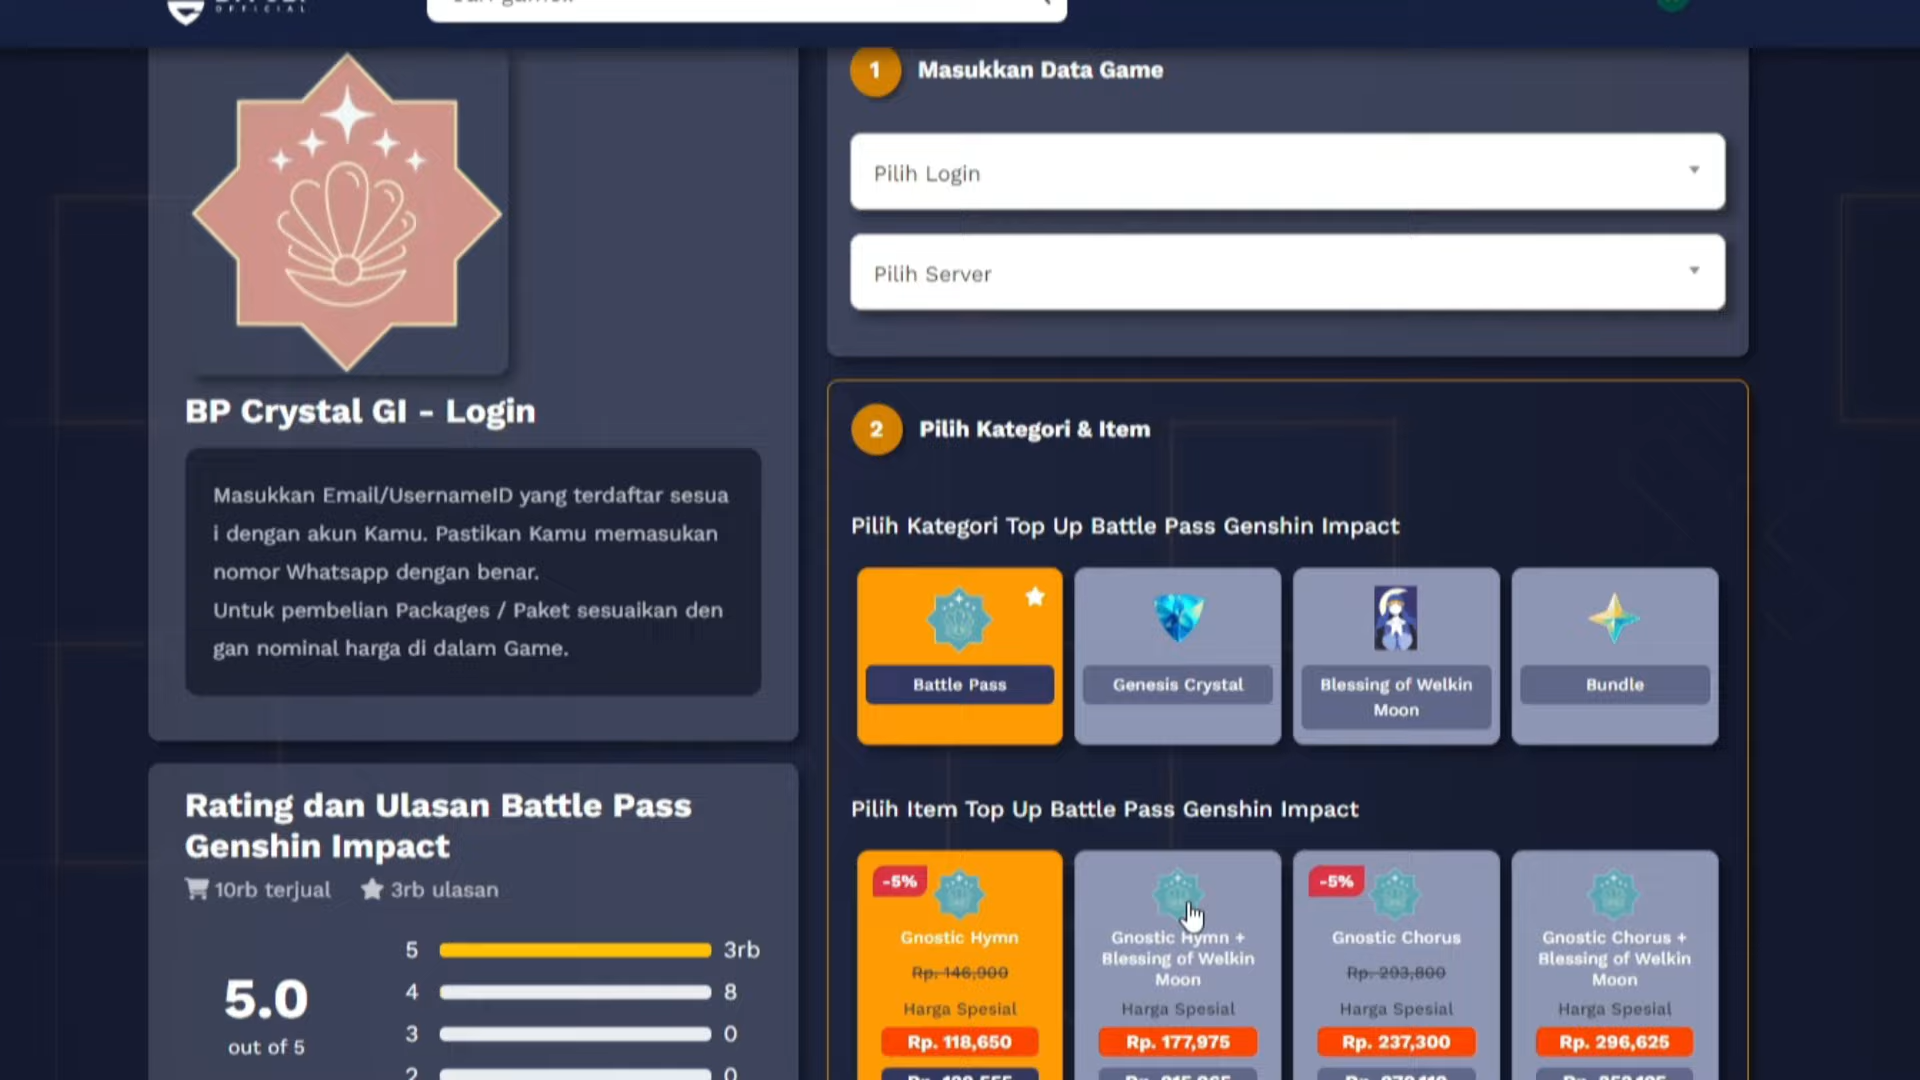 OFFICIAL
1
Masukkan Data Game
Pilih Login
Pilih Server
BP Crystal GI - Login
Masukkan Email/UsernameID yang terdaftar sesua
i dengan akun Kamu. Pastikan Kamu memasukan
nomor Whatsapp dengan benar.
Untuk pembelian Packages / Paket sesuaikan den
gan nominal harga di dalam Game.
2
Pilih Kategori & Item
Pilih Kategori Top Up Battle Pass Genshin Impact
Battle Pass
Genesis Crystal
Blessing of Welkin
Moon
Bundle
Rating dan Ulasan Battle Pass
Genshin Impact
10rb terjual
3rb ulasan
5.0
out of 5
5
3rb
4
8
3
0
2
0
Pilih Item Top Up Battle Pass Genshin Impact
-5%
Gnostic Hymn
Rp. 146,900
Harga Spesial
Rp. 118,650
Gnostic Hymn +
Blessing of Welkin
Moon
Harga Spesial
Rp. 177,975
-5%
Gnostic Chorus
Rp. 293,800
Harga Spesial
Rp. 237,300
Gnostic Chorus +
Blessing of Welkin
Moon
Harga Spesial
Rp. 296,625